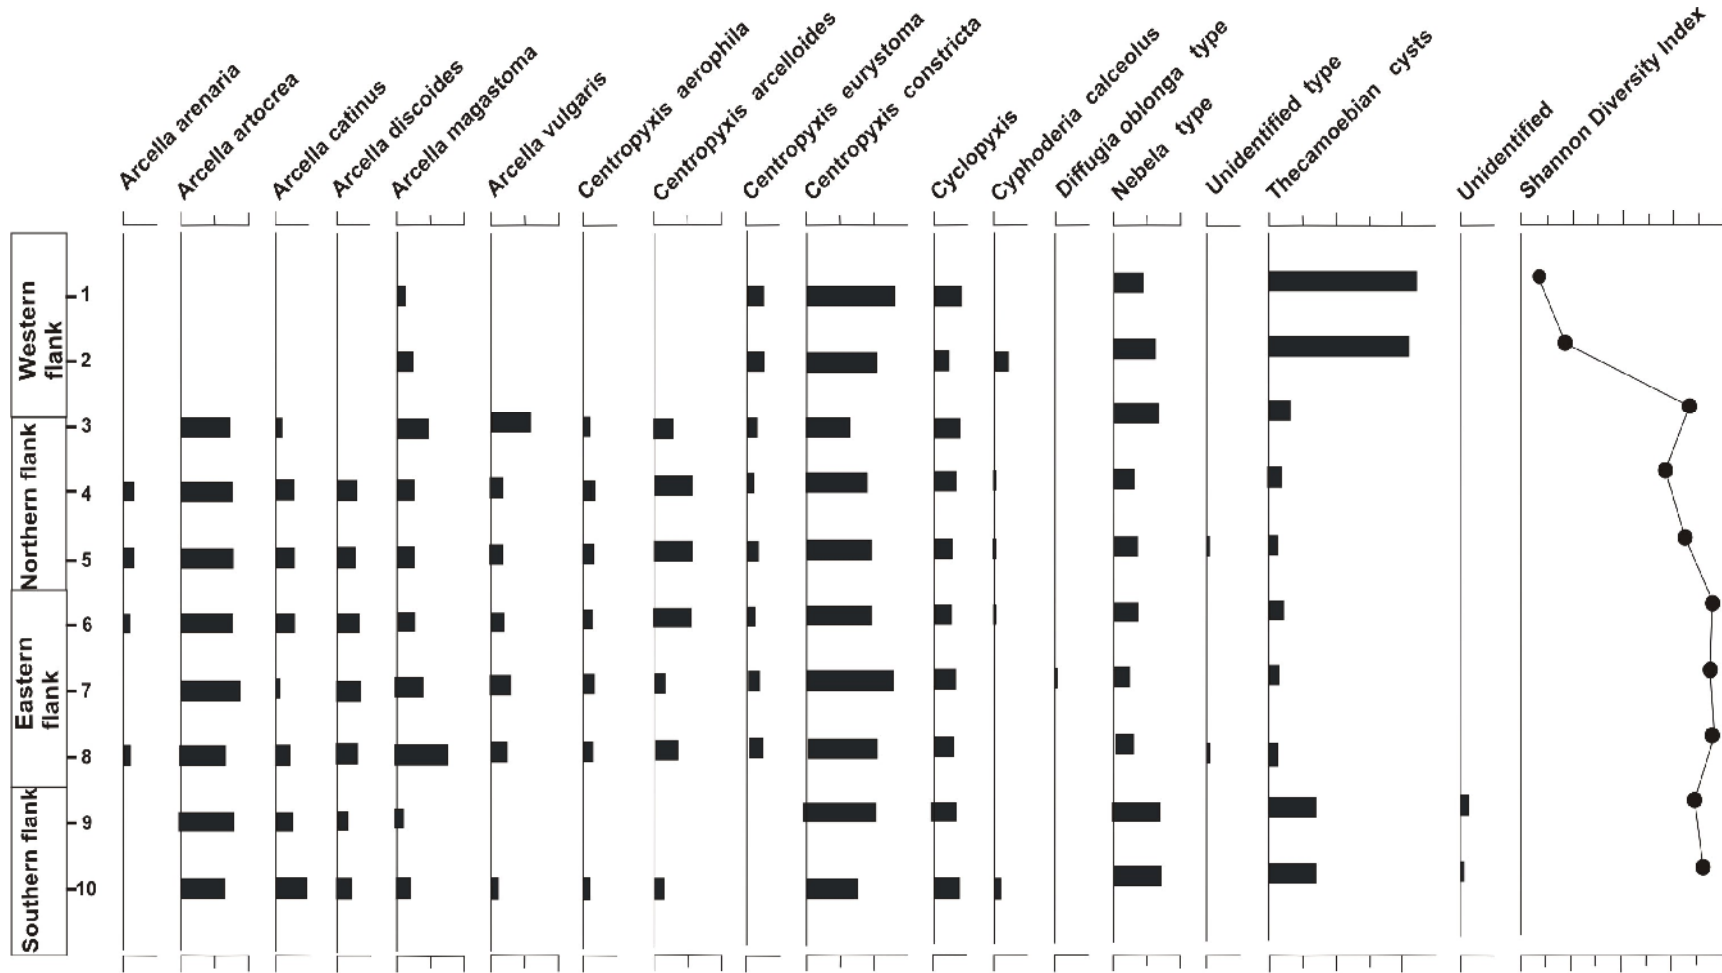 Arcella arenaria
Arcella artocrea
Arcella catinus
Arcella discoides
Arcella magastoma
Arcella vulgaris
Centropyxis aerophila
Centropyxis arcelloides
Centropyxis eurystoma
Centropyxis constricta
Cyclopyxis
Cyphoderia calceolus
Diffugia oblonga type
Nebela type
Unidentified type
Thecamoebian cysts
Unidentified
Shannon Diversity Index
Western
flank
1
2
Northern flank
3
4
5
Eastern
flank
6
7
8
Southern flank
9
10